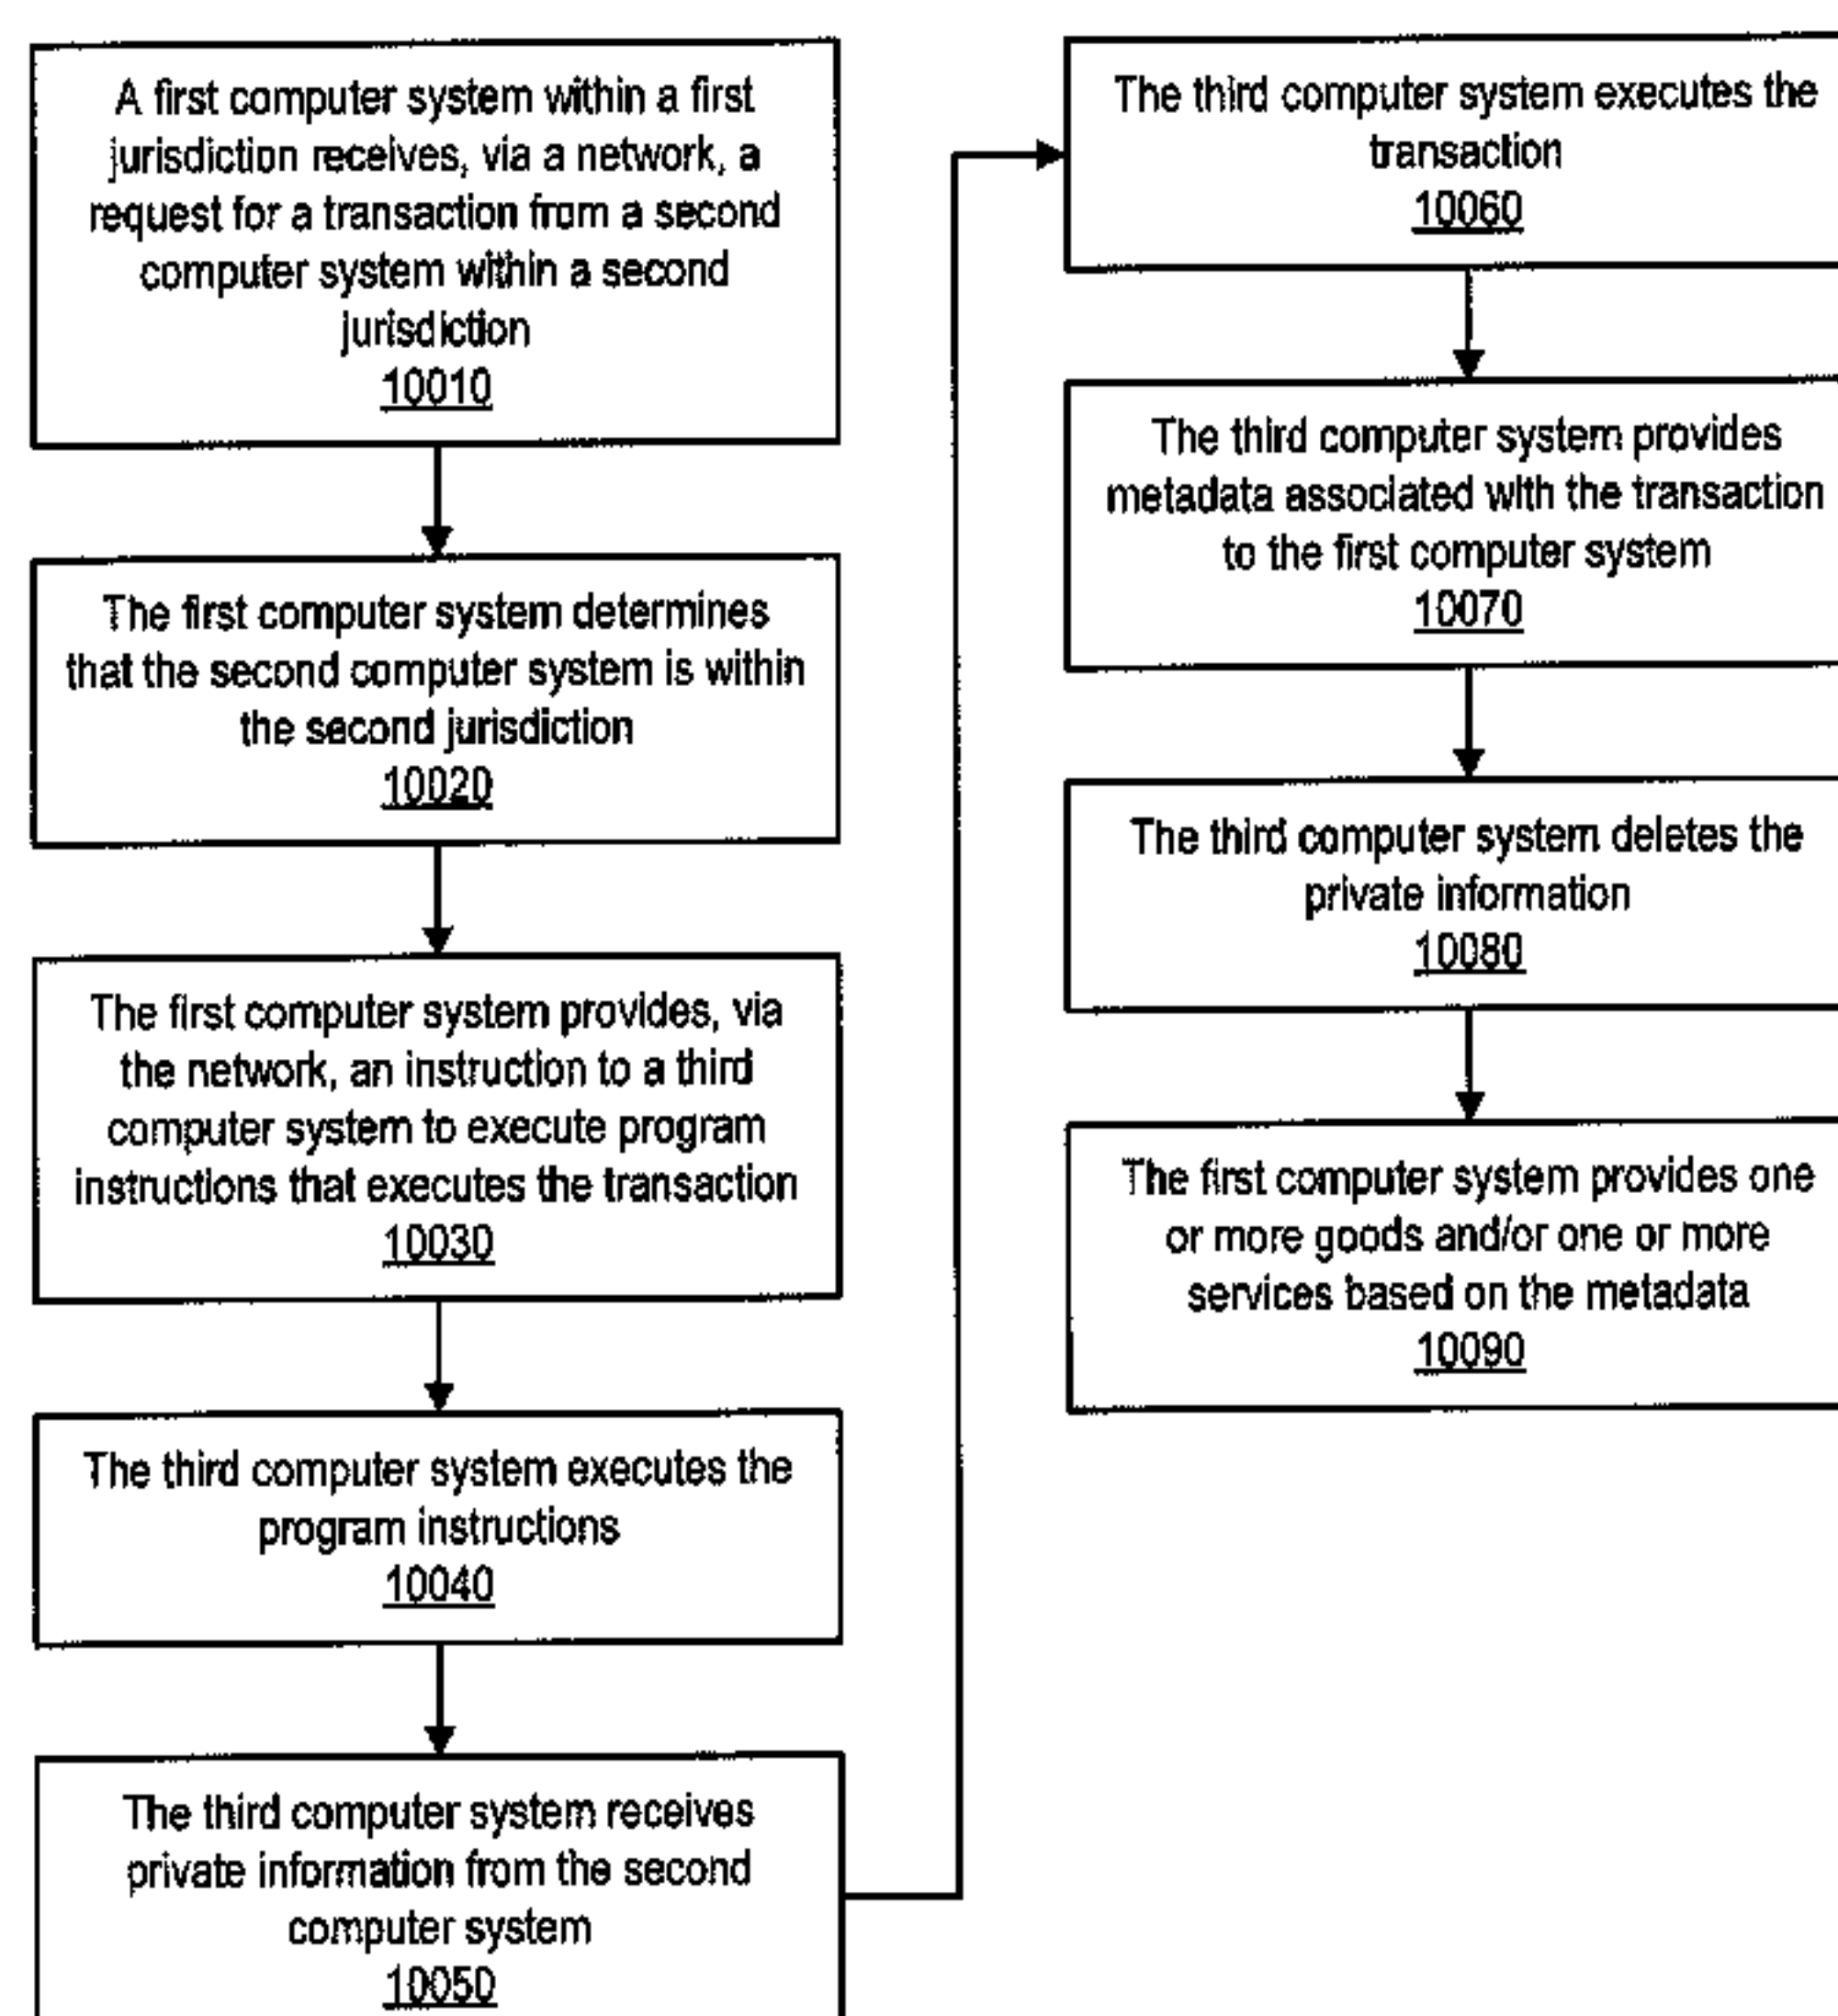 A first computer system within a first
jurisdiction receives, via a network, a
request for a transaction from a second
computer system within a second
jurisdiction
10010
The first computer system determines
that the second computer system is within
the second jurisdiction
10020
The first computer system provides, via
the network, an instruction to a third
computer system to execute program
instructions that executes the transaction
10030
The third computer system executes the
program instructions
10040
The third computer system receives
private information from the second
computer system
10050
The third computer system executes the
transaction
10060
The third computer system provides
metadata associated with the transaction
to the first computer system
10070
The third computer system deletes the
private information
10080
The first computer system provides one
or more goods and/or one or more
services based on the metadata
10090